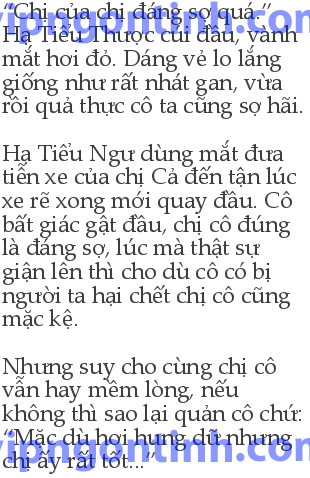 “Chị của chị đáng sợ quá.”
Hạ Tiểu Nhược cúi đầu, vành
mắt hơi đỏ. Dáng vẻ lo lắng
giống như rất nhát gan, vừa
rồi quả thực cô ta cũng sợ hãi.
Hạ Tiểu Ngư dùng mắt đưa
tiễn xe của chị Cả đến tận lúc
xe rẽ xong mới quay đầu. Cô
bất giác gật đầu, chị cô đúng
là đáng sợ, lúc mà thật sự
giận lên thì cho dù cô có bị
người ta hại chết chị cô cũng
mặc kệ.
Nhưng suy cho cùng chị cô
vẫn hay mềm lòng, nếu
không thì sao lại quản cô chứ:
“Mặc dù hơi hung dữ nhưng
chị ấy rất tốt...”
vipngontinh.com
vipngontinh.com